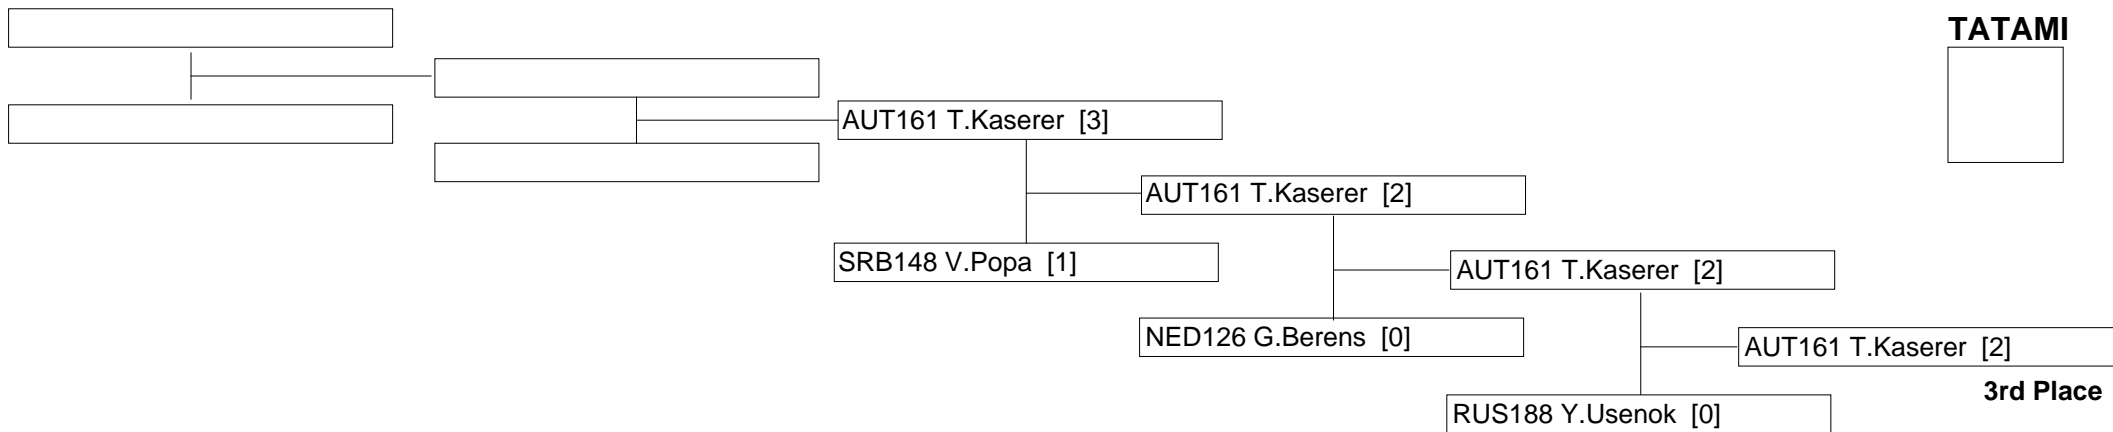 TATAMI
AUT161 T.Kaserer [3]
AUT161 T.Kaserer [2]
SRB148 V.Popa [1]
AUT161 T.Kaserer [2]
NED126 G.Berens [0]
AUT161 T.Kaserer [2]
3rd Place
RUS188 Y.Usenok [0]